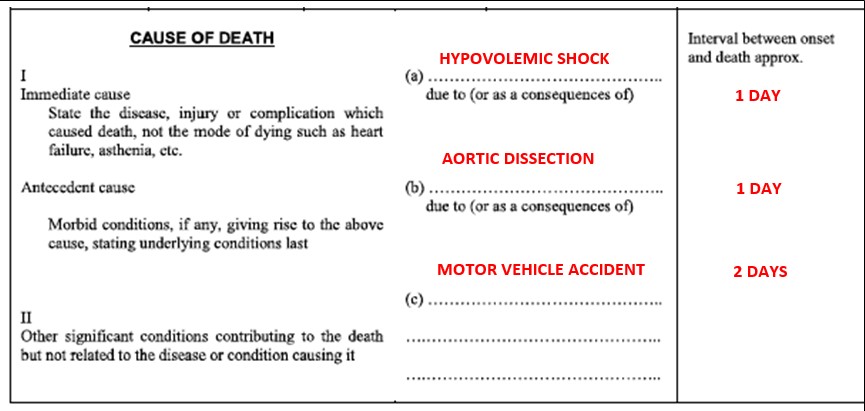 CAUSE OF DEATH
I
Immediate cause
State the disease, injury or complication which
caused death, not the mode of dying such as heart
failure, asthenia, etc.
Antecedent cause
Morbid conditions, if any, giving rise to the above
cause, stating underlying conditions last
II
Other significant conditions contributing to the death
but not related to the disease or condition causing it
HYPOVOLEMIC SHOCK
(a) ................................................
due to (or as a consequences of)
AORTIC DISSECTION
(b) ................................................
due to (or as a consequences of)
MOTOR VEHICLE ACCIDENT
(c) ................................................
....................................................
....................................................
Interval between onset
and death approx.
1 DAY
1 DAY
2 DAYS